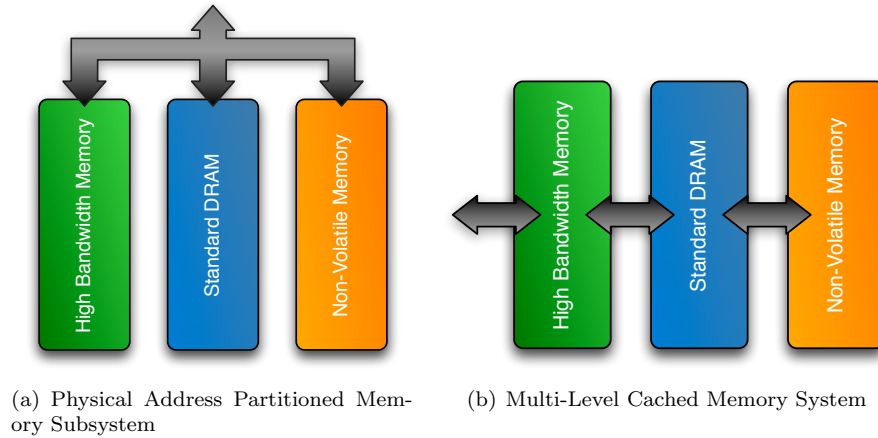 High Bandwidth Memory
Standard DRAM
Non-Volatile Memory
High Bandwidth Memory
Standard DRAM
Non-Volatile Memory
(a) Physical Address Partitioned Mem-
ory Subsystem
(b) Multi-Level Cached Memory System